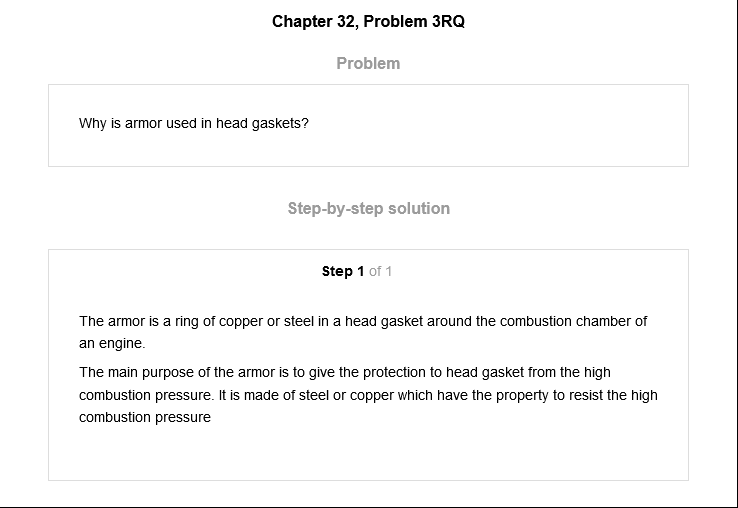 Chapter 32, Problem 3RQ
Problem
Why is armor used in head gaskets?
Step-by-step solution
Step 1 of 1
The armor is a ring of copper or steel in a head gasket around the combustion chamber of
an engine.
The main purpose of the armor is to give the protection to head gasket from the high
combustion pressure. It is made of steel or copper which have the property to resist the high
combustion pressure